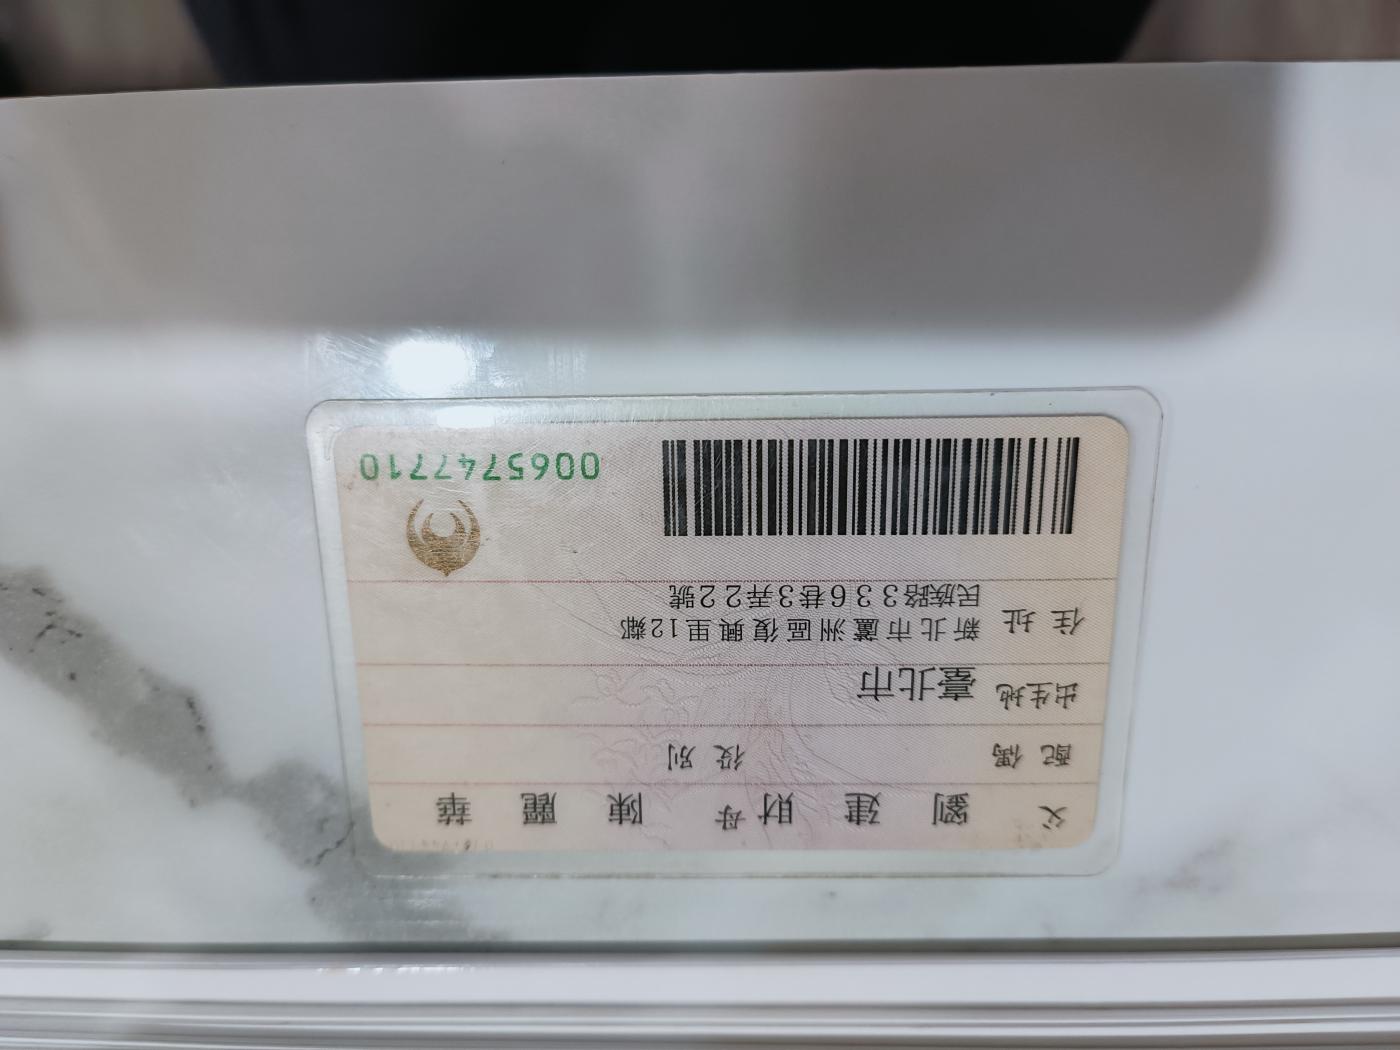 父 劉建財 母 陳麗華
配偶 役別
出生地 臺北市
住址 新北市蘆洲區復興里12鄰
民族路336巷3弄22號
0065747710